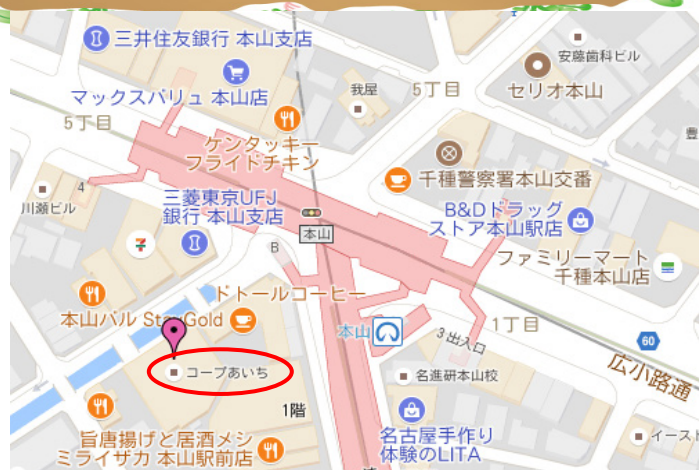 三井住友銀行 本山支店
安藤歯科ビル
マックスバリュ 本山店
我屋
5丁目
セリオ本山
5丁目
ケンタッキー
フライドチキン
豊
千種警察署本山交番
4
川瀬ビル
三菱東京UFJ
銀行 本山支店
B&Dドラッグ
ストア本山駅店
本山
B
7
ファミリーマート
千種本山店
ドトールコーヒー
本山バル StayGold
本山
1丁目
3出入口
60
広小路通
コープあいち
名進研本山校
1階
旨唐揚げと居酒メシ
ミライザカ 本山駅前店
名古屋手作り
体験のLITA
イースト